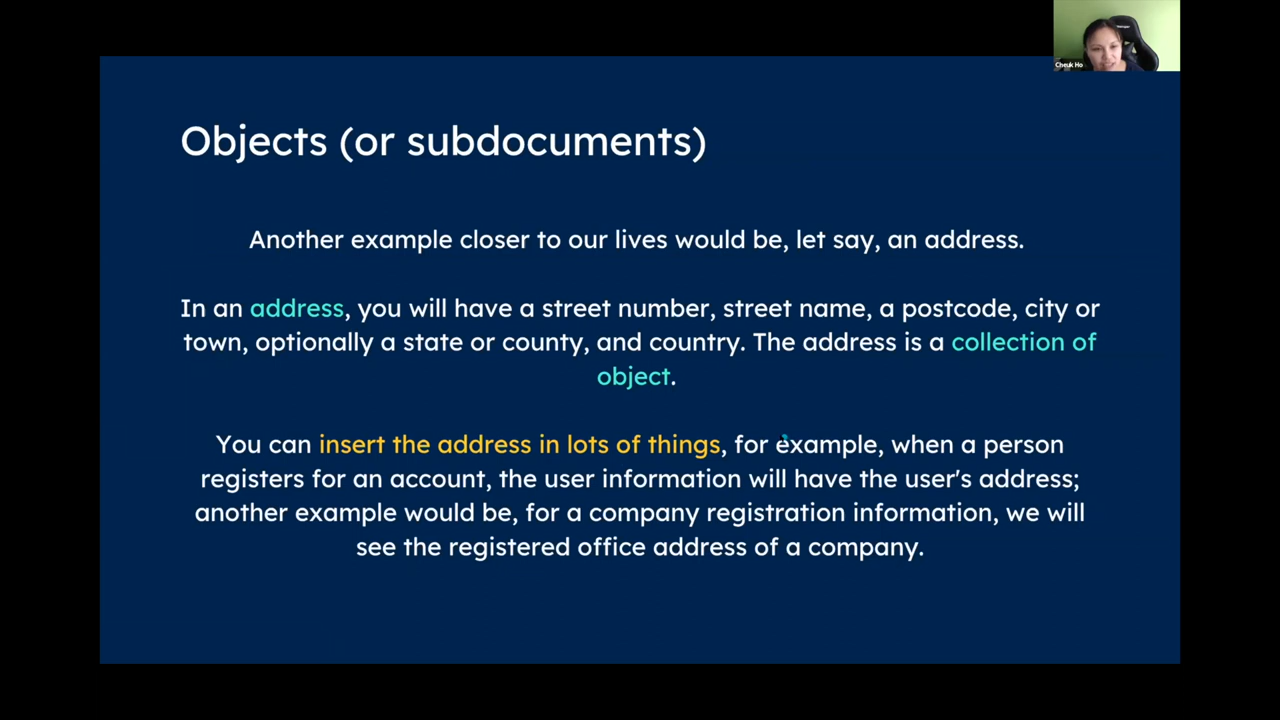 Cheuk Ho
Objects (or subdocuments)
Another example closer to our lives would be, let say, an address.
In an address, you will have a street number, street name, a postcode, city or
town, optionally a state or county, and country. The address is a collection of
object.
You can insert the address in lots of things, for example, when a person
registers for an account, the user information will have the user's address;
another example would be, for a company registration information, we will
see the registered office address of a company.